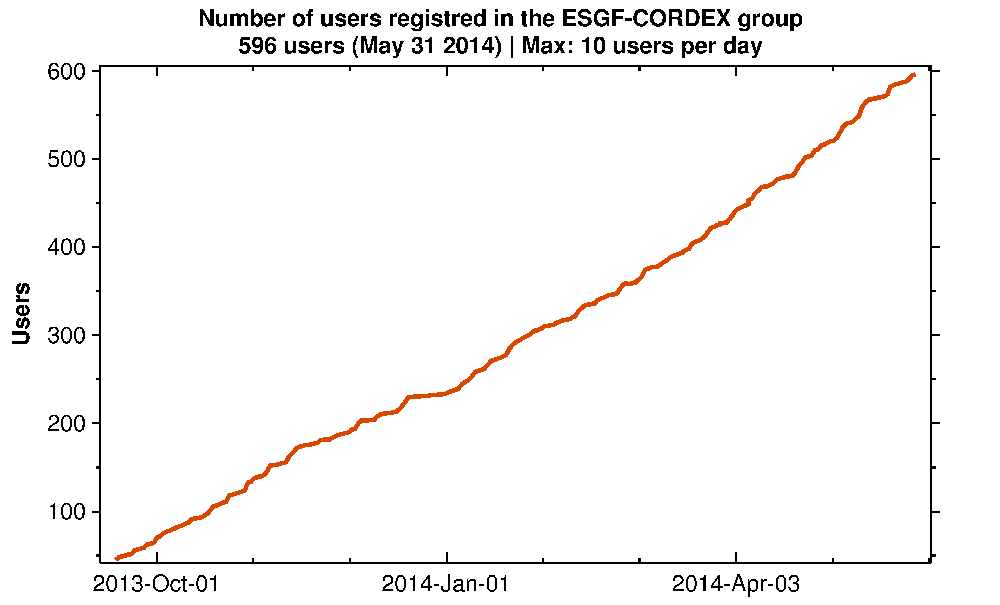 Number of users registred in the ESGF-CORDEX group
596 users (May 31 2014) | Max: 10 users per day
600
500
400
300
200
100
Users
2013-Oct-01
2014-Jan-01
2014-Apr-03